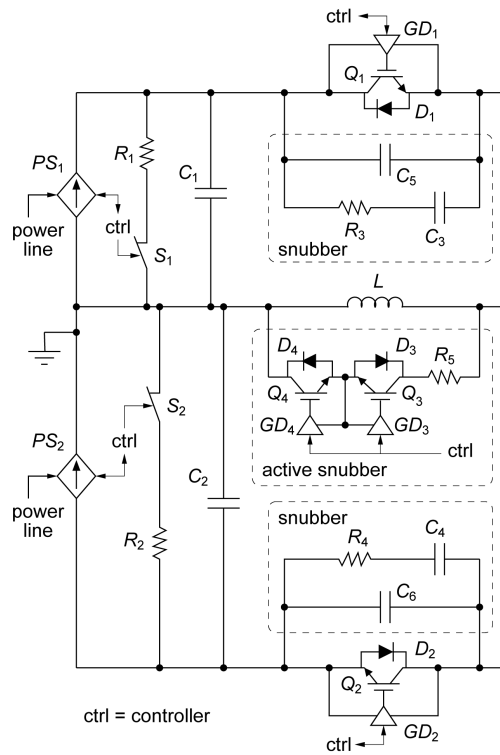 ctrl
GD1
Q1
D1
R1
C1
PS1
C5
ctrl
R3
C3
power line
S1
snubber
L
D4
D3
R5
S2
Q4
Q3
PS2
GD4
GD3
ctrl
C2
ctrl
active snubber
power line
snubber
R2
R4
C4
C6
D2
Q2
ctrl = controller
GD2
ctrl